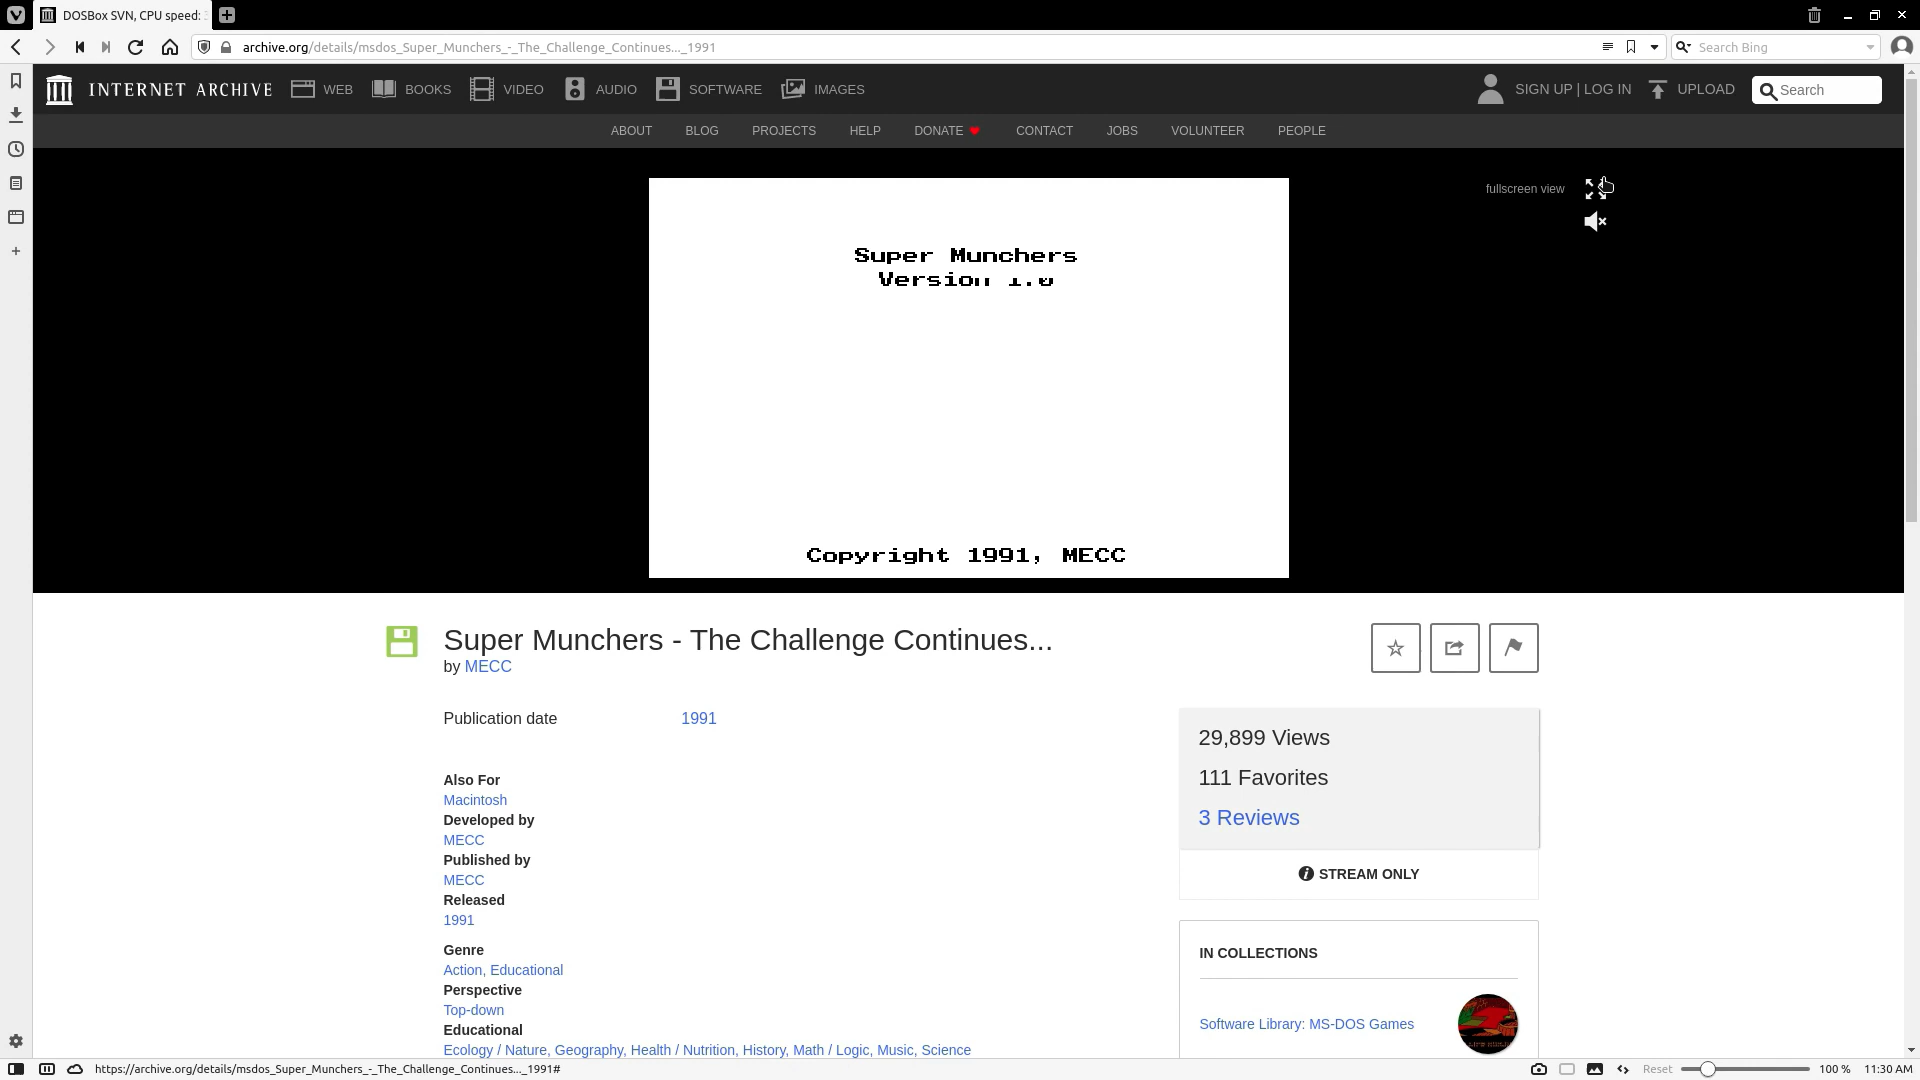 DOSBox SVN, CPU speed:
archive.org/details/msdos_Super_Munchers_-_The_Challenge_Continues..._1991
Search Bing
INTERNET ARCHIVE
WEB
BOOKS
VIDEO
AUDIO
SOFTWARE
IMAGES
SIGN UP | LOG IN
UPLOAD
Search
ABOUT
BLOG
PROJECTS
HELP
DONATE
CONTACT
JOBS
VOLUNTEER
PEOPLE
fullscreen view
Super Munchers
Version 1.0
Copyright 1991, MECC
Super Munchers - The Challenge Continues...
by MECC
Publication date 1991
Also For
Macintosh
Developed by
MECC
Published by
MECC
Released
1991
Genre
Action, Educational
Perspective
Top-down
Educational
Ecology / Nature, Geography, Health / Nutrition, History, Math / Logic, Music, Science
29,899 Views
111 Favorites
3 Reviews
STREAM ONLY
IN COLLECTIONS
Software Library: MS-DOS Games
https://archive.org/details/msdos_Super_Munchers_-_The_Challenge_Continues..._1991#
Reset
100 %
11:30 AM